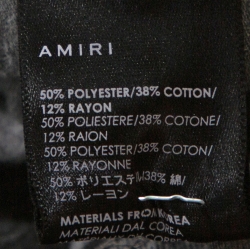 AMIRI
50% POLYESTER/38% COTTON/
12% RAYON
50% POLIESTERE/38% COTONE/
12% RAION
50% POLYESTER/38% COTON/
12% RAYONNE
50% ポリエステル/38% 綿/
12% レーヨン
MATERIALS FROM KOREA
MATERIALI DAL COREA